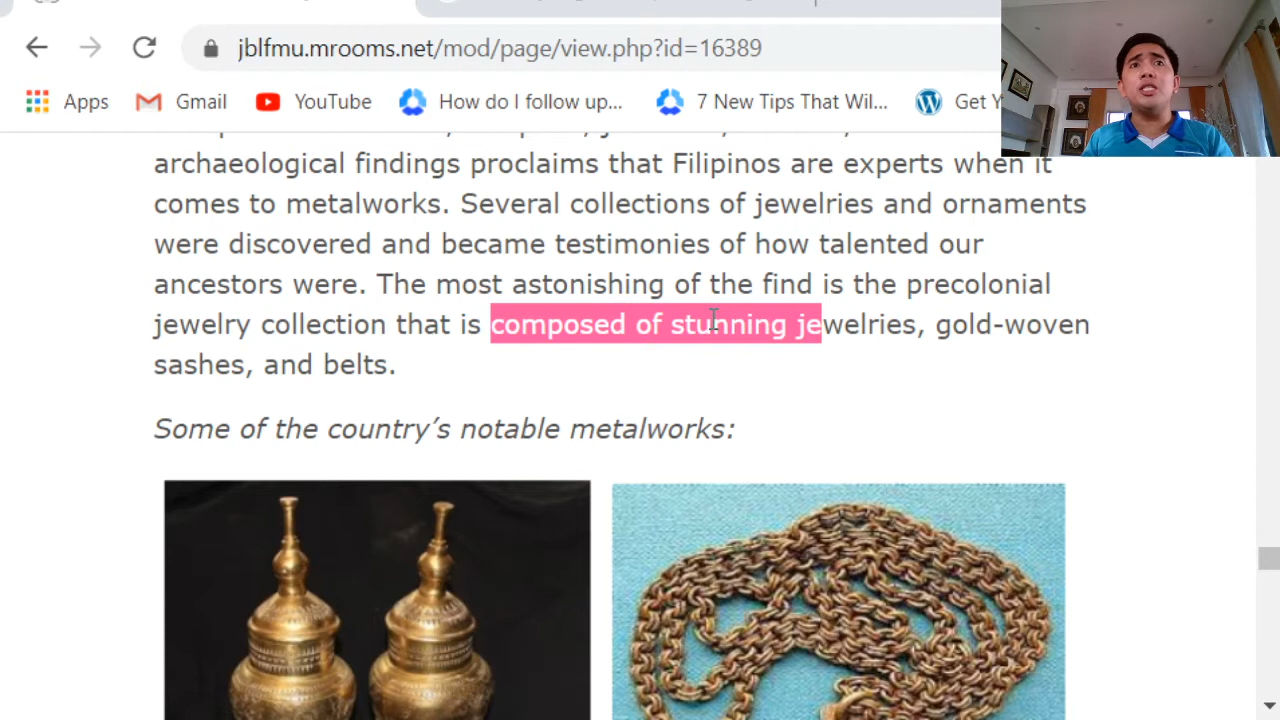 jblfmu.mrooms.net/mod/page/view.php?id=16389
Apps Gmail YouTube How do I follow up... 7 New Tips That Wil... Get Y
archaeological findings proclaims that Filipinos are experts when it
comes to metalworks. Several collections of jewelries and ornaments
were discovered and became testimonies of how talented our
ancestors were. The most astonishing of the find is the precolonial
jewelry collection that is composed of stunning jewelries, gold-woven
sashes, and belts.
Some of the country’s notable metalworks: